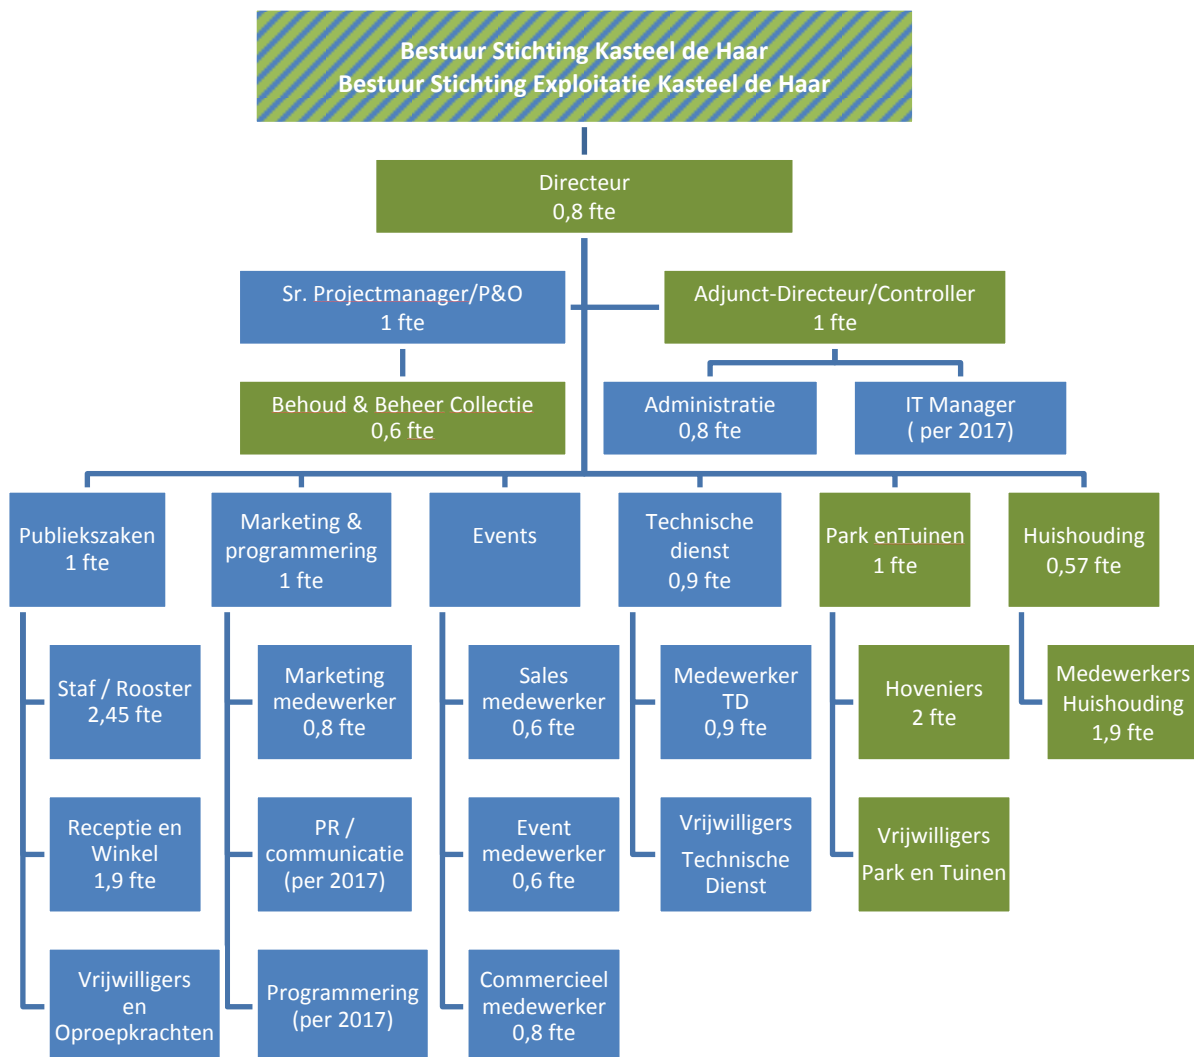 Bestuur Stichting Kasteel de Haar
Bestuur Stichting Exploitatie Kasteel de Haar
Directeur
0,8 fte
Sr. Projectmanager/P&O
1 fte
Adjunct-Directeur/Controller
1 fte
Behoud & Beheer Collectie
0,6 fte
Administratie
0,8 fte
IT Manager
( per 2017)
Publiekszaken
1 fte
Marketing &
programmering
1 fte
Events
Technische
dienst
0,9 fte
Park enTuinen
1 fte
Huishouding
0,57 fte
Staf / Rooster
2,45 fte
Marketing
medewerker
0,8 fte
Sales
medewerker
0,6 fte
Medewerker
TD
0,9 fte
Hoveniers
2 fte
Medewerkers
Huishouding
1,9 fte
Receptie en
Winkel
1,9 fte
PR /
communicatie
(per 2017)
Event
medewerker
0,6 fte
Vrijwilligers
Technische
Dienst
Vrijwilligers
Park en Tuinen
Vrijwilligers
en
Oproepkrachten
Programmering
(per 2017)
Commercieel
medewerker
0,8 fte